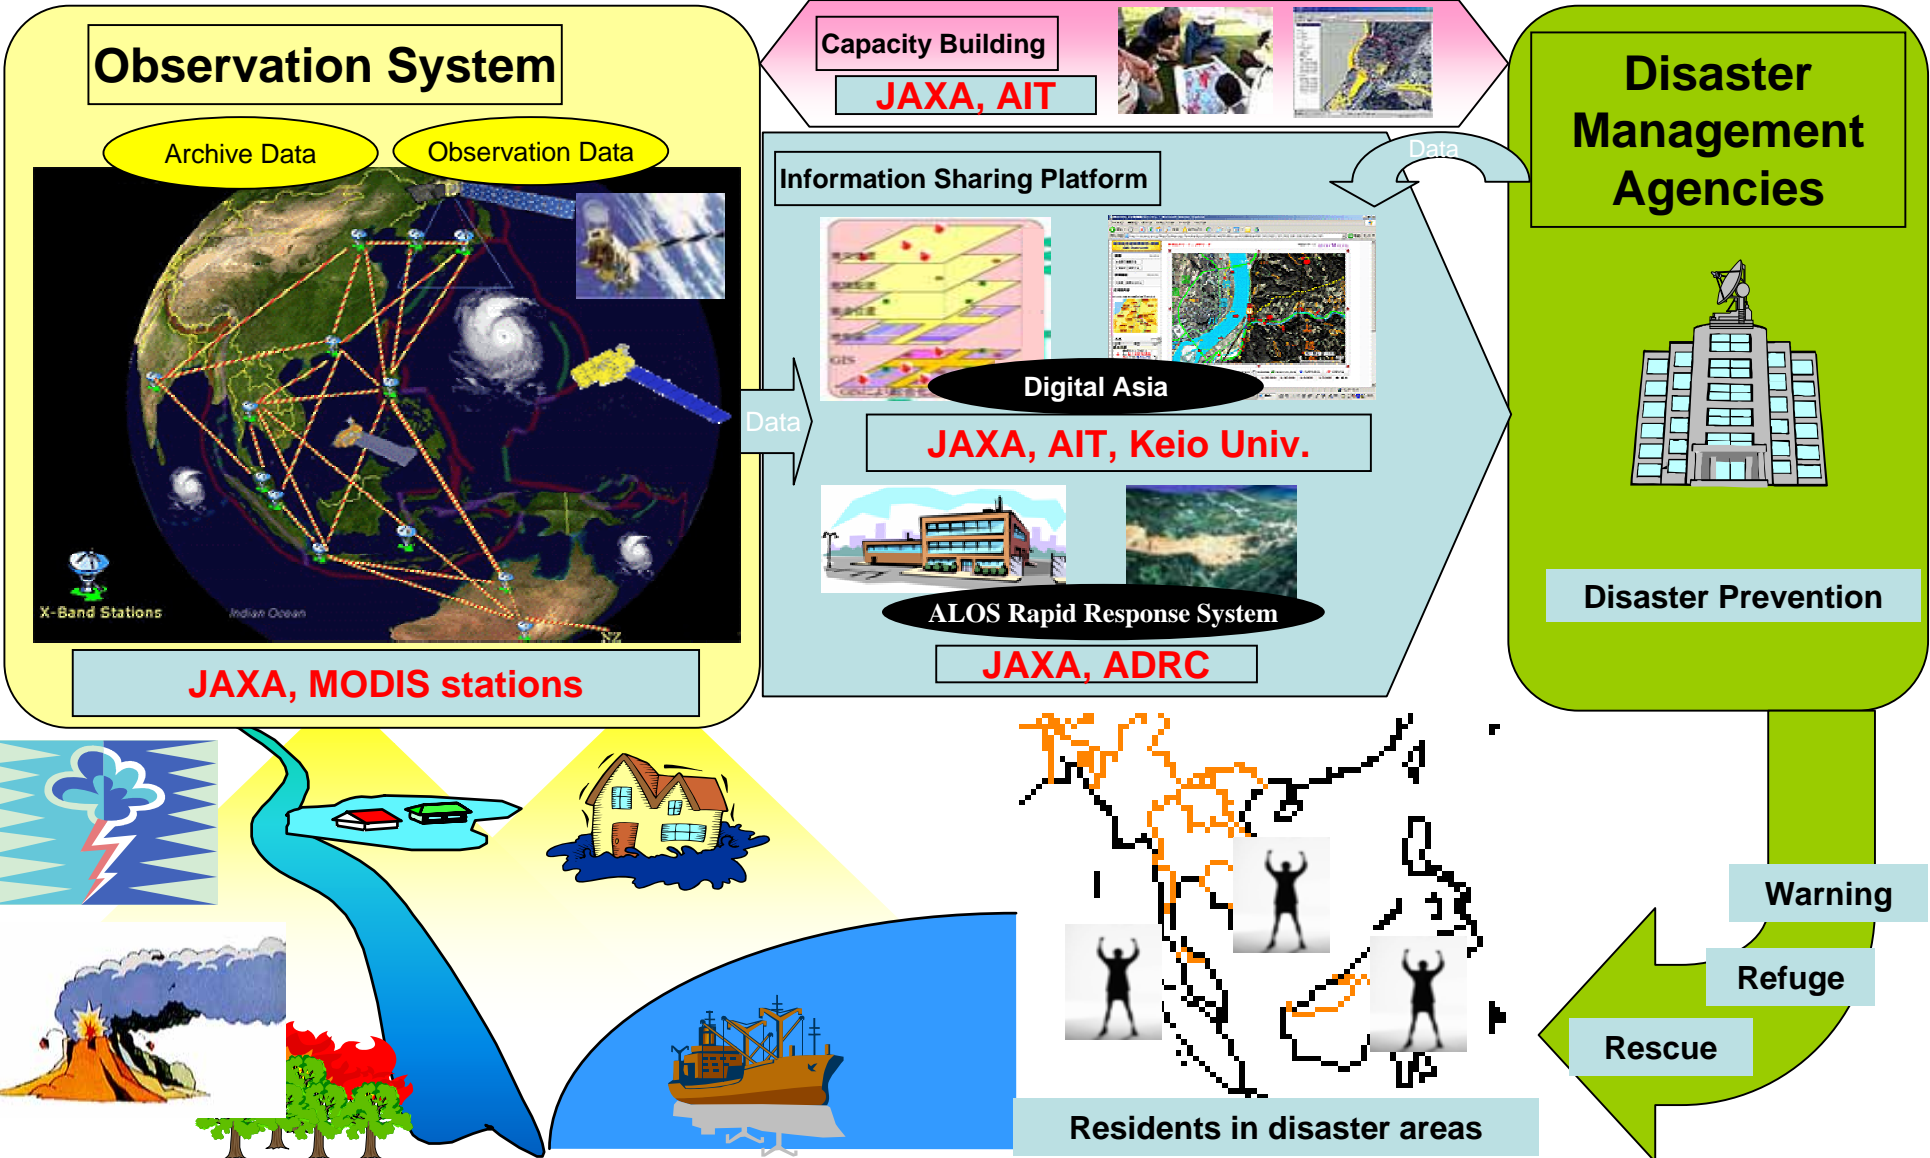 Observation System
Archive Data
Observation Data
X-Band Stations
Indian Ocean
NZ
JAXA, MODIS stations
Capacity Building
JAXA, AIT
Information Sharing Platform
Data
Data
GIS
Digital Asia
JAXA, AIT, Keio Univ.
ALOS Rapid Response System
JAXA, ADRC
Disaster
Management
Agencies
Disaster Prevention
Warning
Refuge
Rescue
Residents in disaster areas